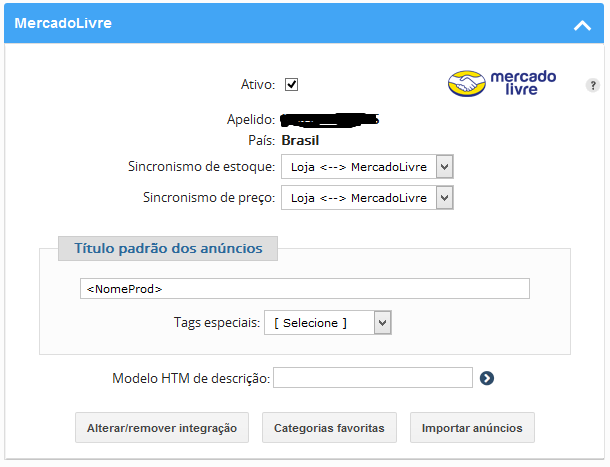 MercadoLivre
Ativo:
mercado
livre
?
Apelido:
País: Brasil
Sincronismo de estoque: Loja <--> MercadoLivre
Sincronismo de preço: Loja <--> MercadoLivre
Título padrão dos anúncios
<NomeProd>
Tags especiais: [ Selecione ]
Modelo HTM de descrição:
Alterar/remover integração Categorias favoritas Importar anúncios